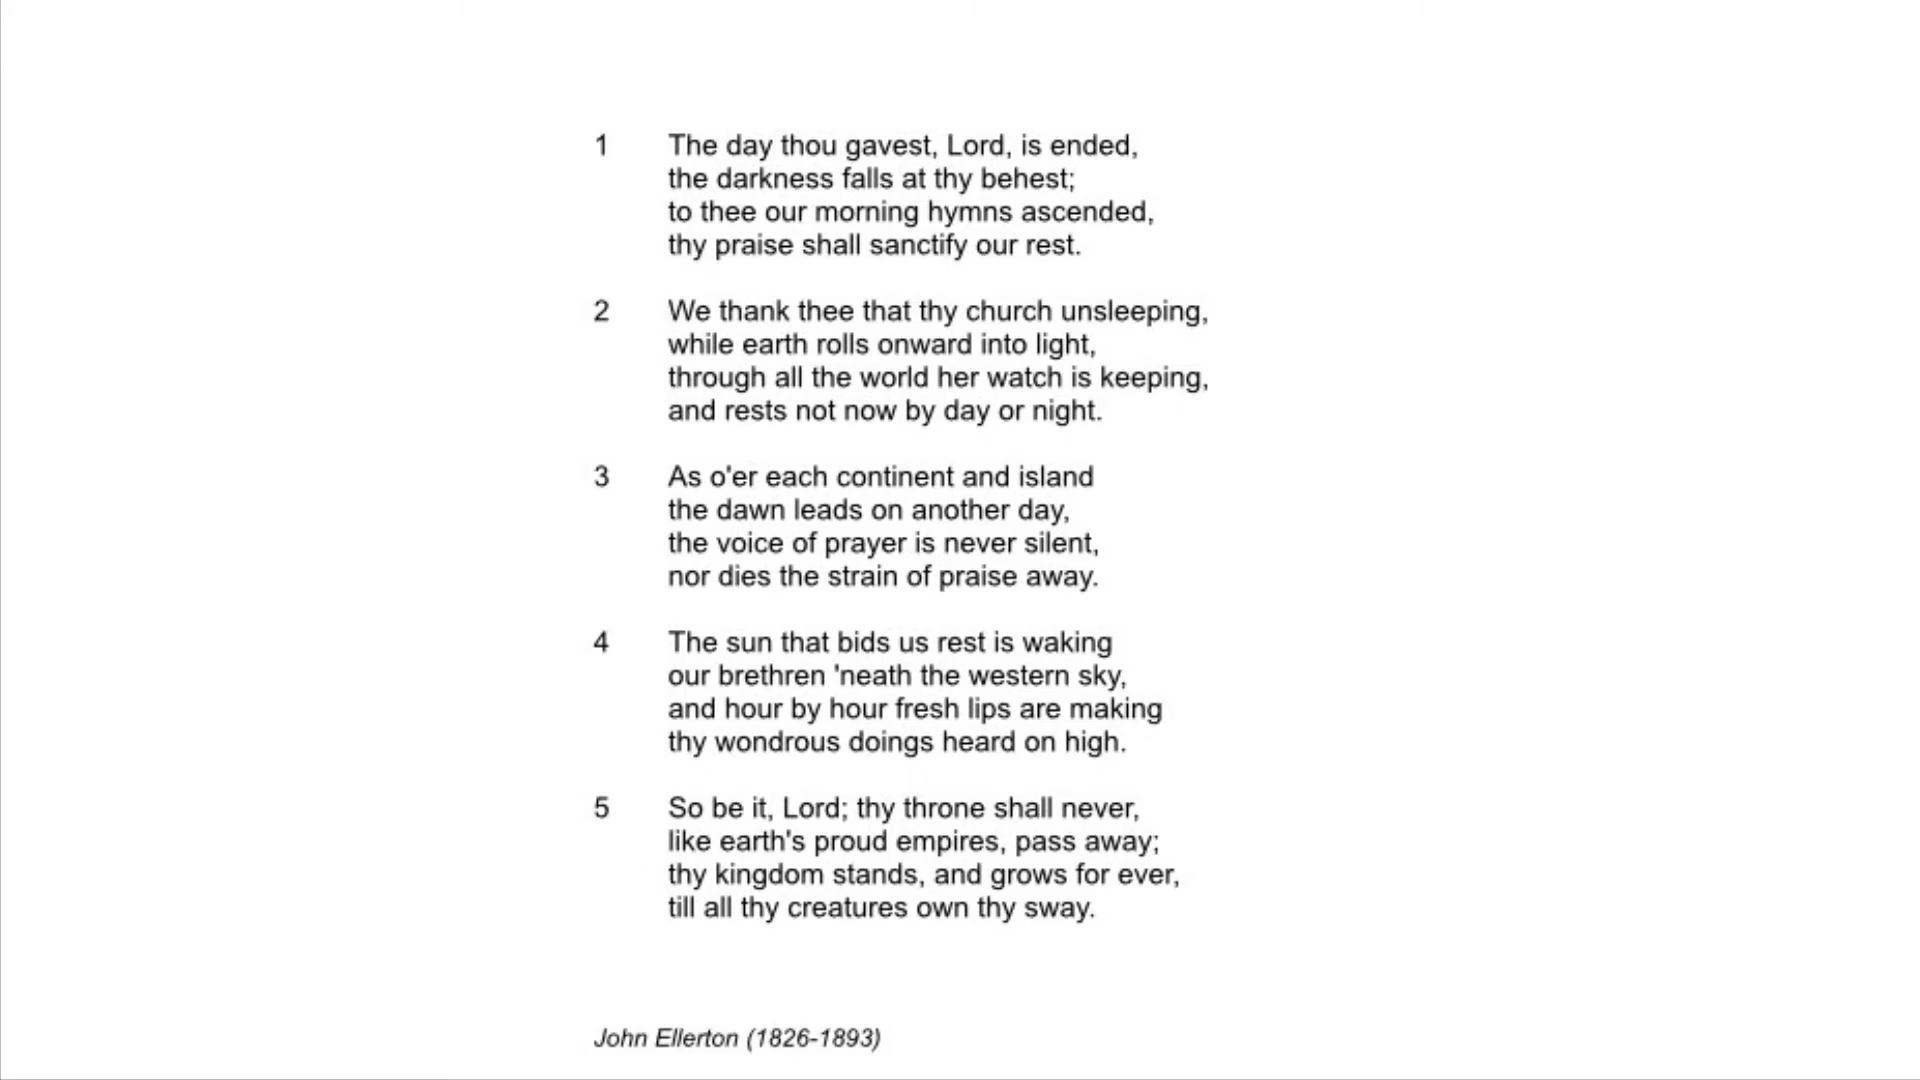 1 The day thou gavest, Lord, is ended,
the darkness falls at thy behest;
to thee our morning hymns ascended,
thy praise shall sanctify our rest.
2 We thank thee that thy church unsleeping,
while earth rolls onward into light,
through all the world her watch is keeping,
and rests not now by day or night.
3 As o'er each continent and island
the dawn leads on another day,
the voice of prayer is never silent,
nor dies the strain of praise away.
4 The sun that bids us rest is waking
our brethren 'neath the western sky,
and hour by hour fresh lips are making
thy wondrous doings heard on high.
5 So be it, Lord; thy throne shall never,
like earth's proud empires, pass away;
thy kingdom stands, and grows for ever,
till all thy creatures own thy sway.
John Ellerton (1826-1893)